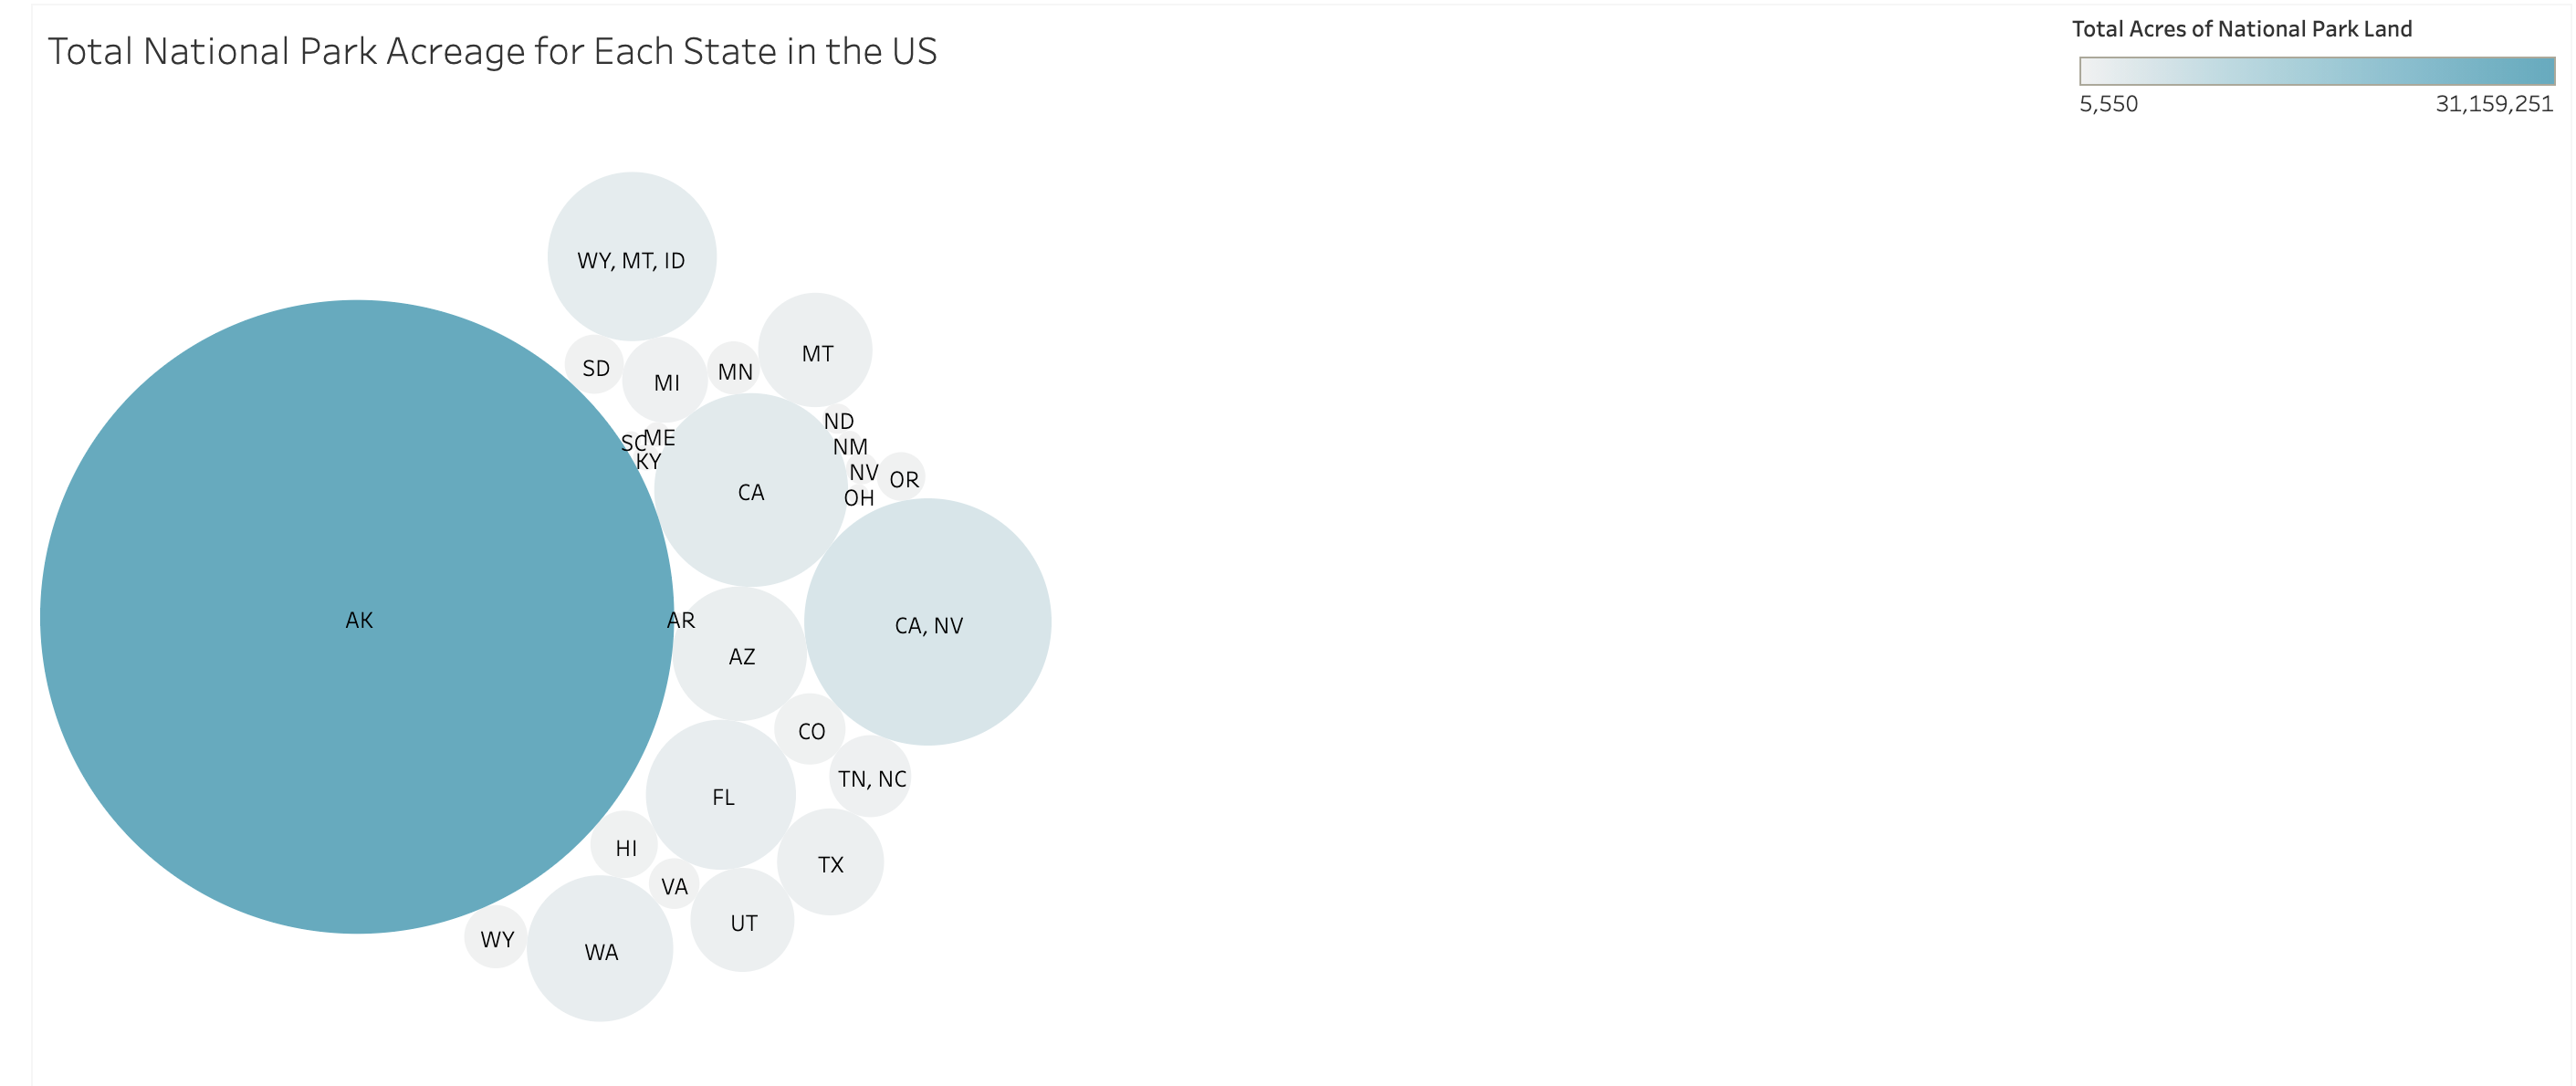 Total National Park Acreage for Each State in the US
Total Acres of National Park Land
5,550
31,159,251
WY, MT, ID
MT
SD
MI
MN
ND
SC
ME
NM
KY
NV
OR
CA
OH
AK
AR
CA, NV
AZ
CO
TN, NC
FL
HI
TX
VA
UT
WY
WA